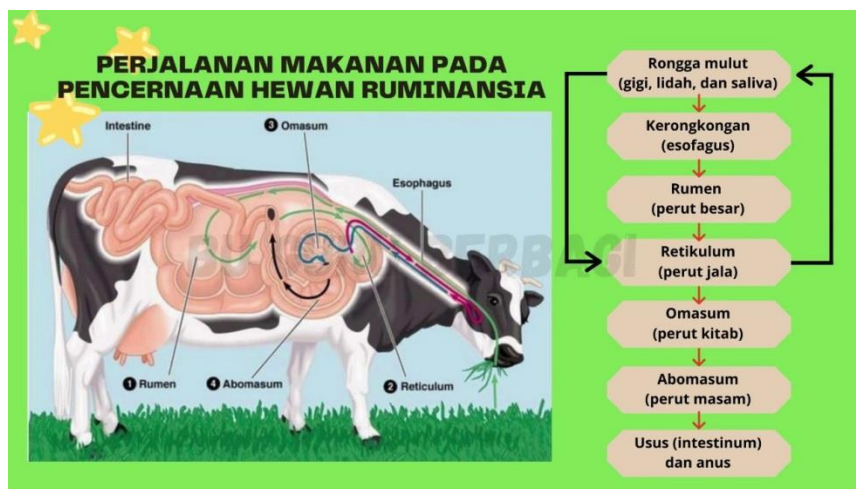 PERJALANAN MAKANAN PADA
PENCERNAAN HEWAN RUMINANSIA
Intestine
3 Omasum
Esophagus
1 Rumen
4 Abomasum
2 Reticulum
Rongga mulut
(gigi, lidah, dan saliva)
Kerongkongan
(esofagus)
Rumen
(perut besar)
Retikulum
(perut jala)
Omasum
(perut kitab)
Abomasum
(perut masam)
Usus (intestinum)
dan anus